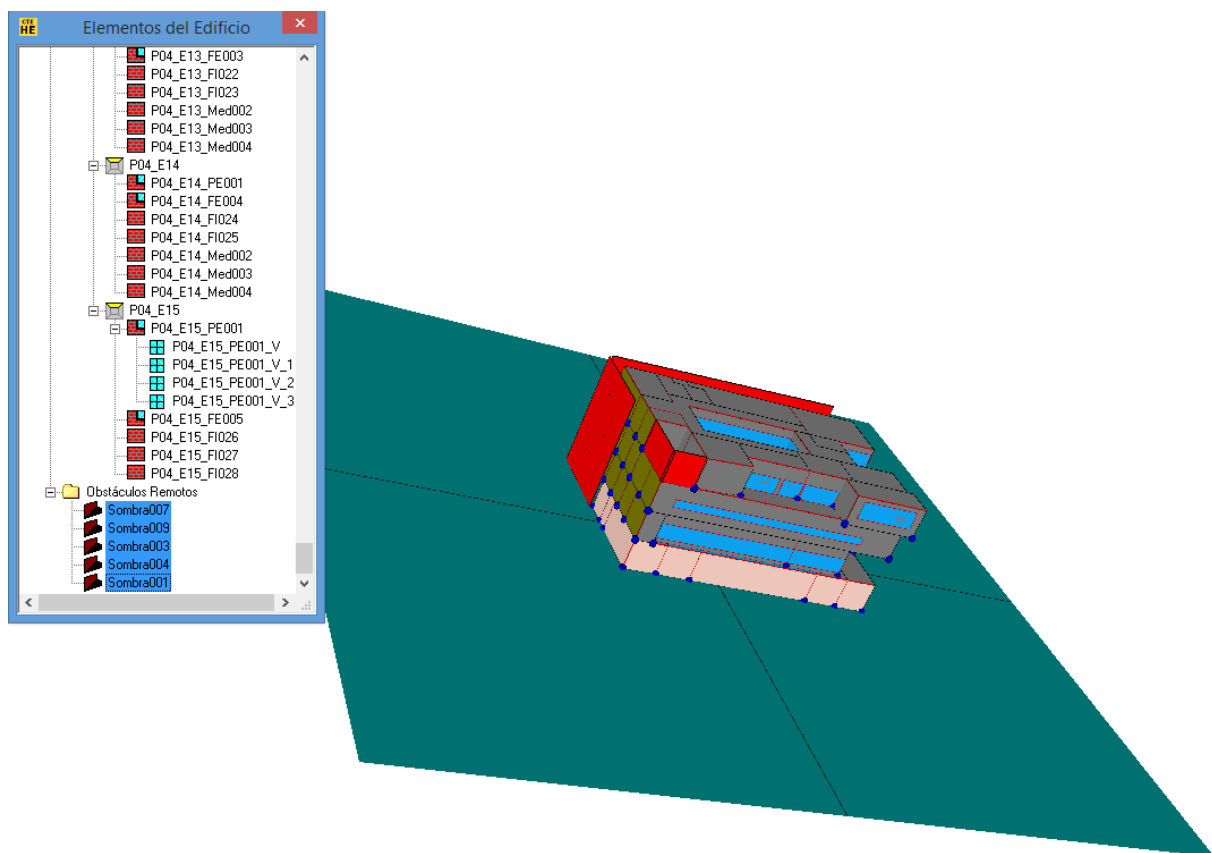 CTE
HE
Elementos del Edificio
P04_E13_FE003
P04_E13_FI022
P04_E13_FI023
P04_E13_Med002
P04_E13_Med003
P04_E13_Med004
P04_E14
P04_E14_PE001
P04_E14_FE004
P04_E14_FI024
P04_E14_FI025
P04_E14_Med002
P04_E14_Med003
P04_E14_Med004
P04_E15
P04_E15_PE001
P04_E15_PE001_V
P04_E15_PE001_V_1
P04_E15_PE001_V_2
P04_E15_PE001_V_3
P04_E15_FE005
P04_E15_FI026
P04_E15_FI027
P04_E15_FI028
Obstáculos Remotos
Sombra007
Sombra009
Sombra003
Sombra004
Sombra001